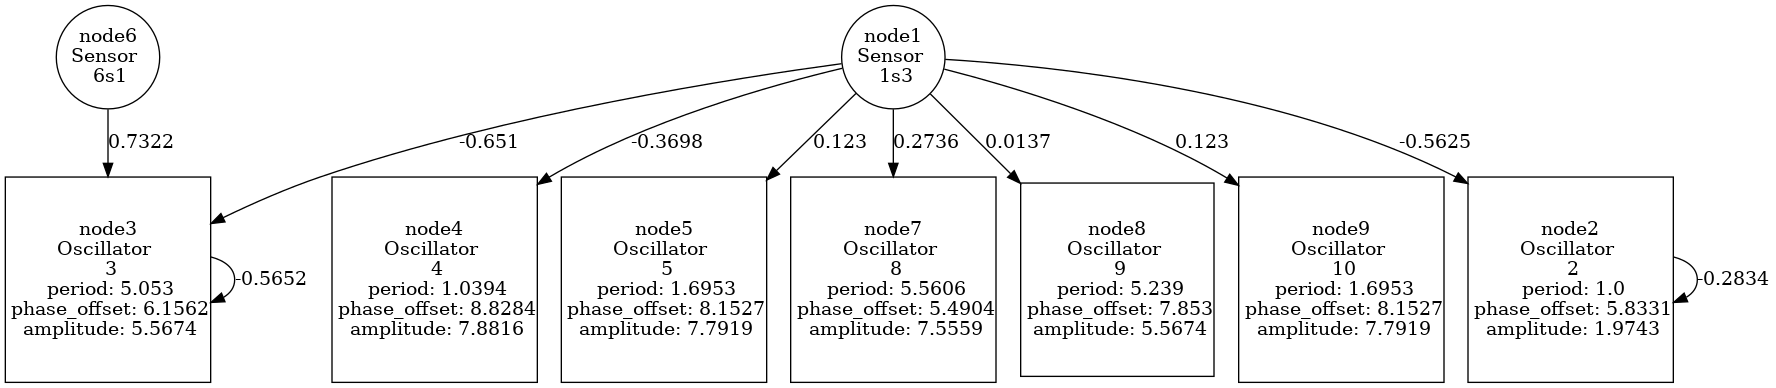 node6
Sensor
6s1
node1
Sensor
1s3
0.7322
-0.651
-0.3698
0.123
0.2736
0.0137
0.123
-0.5625
node3
Oscillator
3
period: 5.053
phase_offset: 6.1562
amplitude: 5.5674
-0.5652
node4
Oscillator
4
period: 1.0394
phase_offset: 8.8284
amplitude: 7.8816
node5
Oscillator
5
period: 1.6953
phase_offset: 8.1527
amplitude: 7.7919
node7
Oscillator
8
period: 5.5606
phase_offset: 5.4904
amplitude: 7.5559
node8
Oscillator
9
period: 5.239
phase_offset: 7.853
amplitude: 5.5674
node9
Oscillator
10
period: 1.6953
phase_offset: 8.1527
amplitude: 7.7919
node2
Oscillator
2
period: 1.0
phase_offset: 5.8331
amplitude: 1.9743
-0.2834